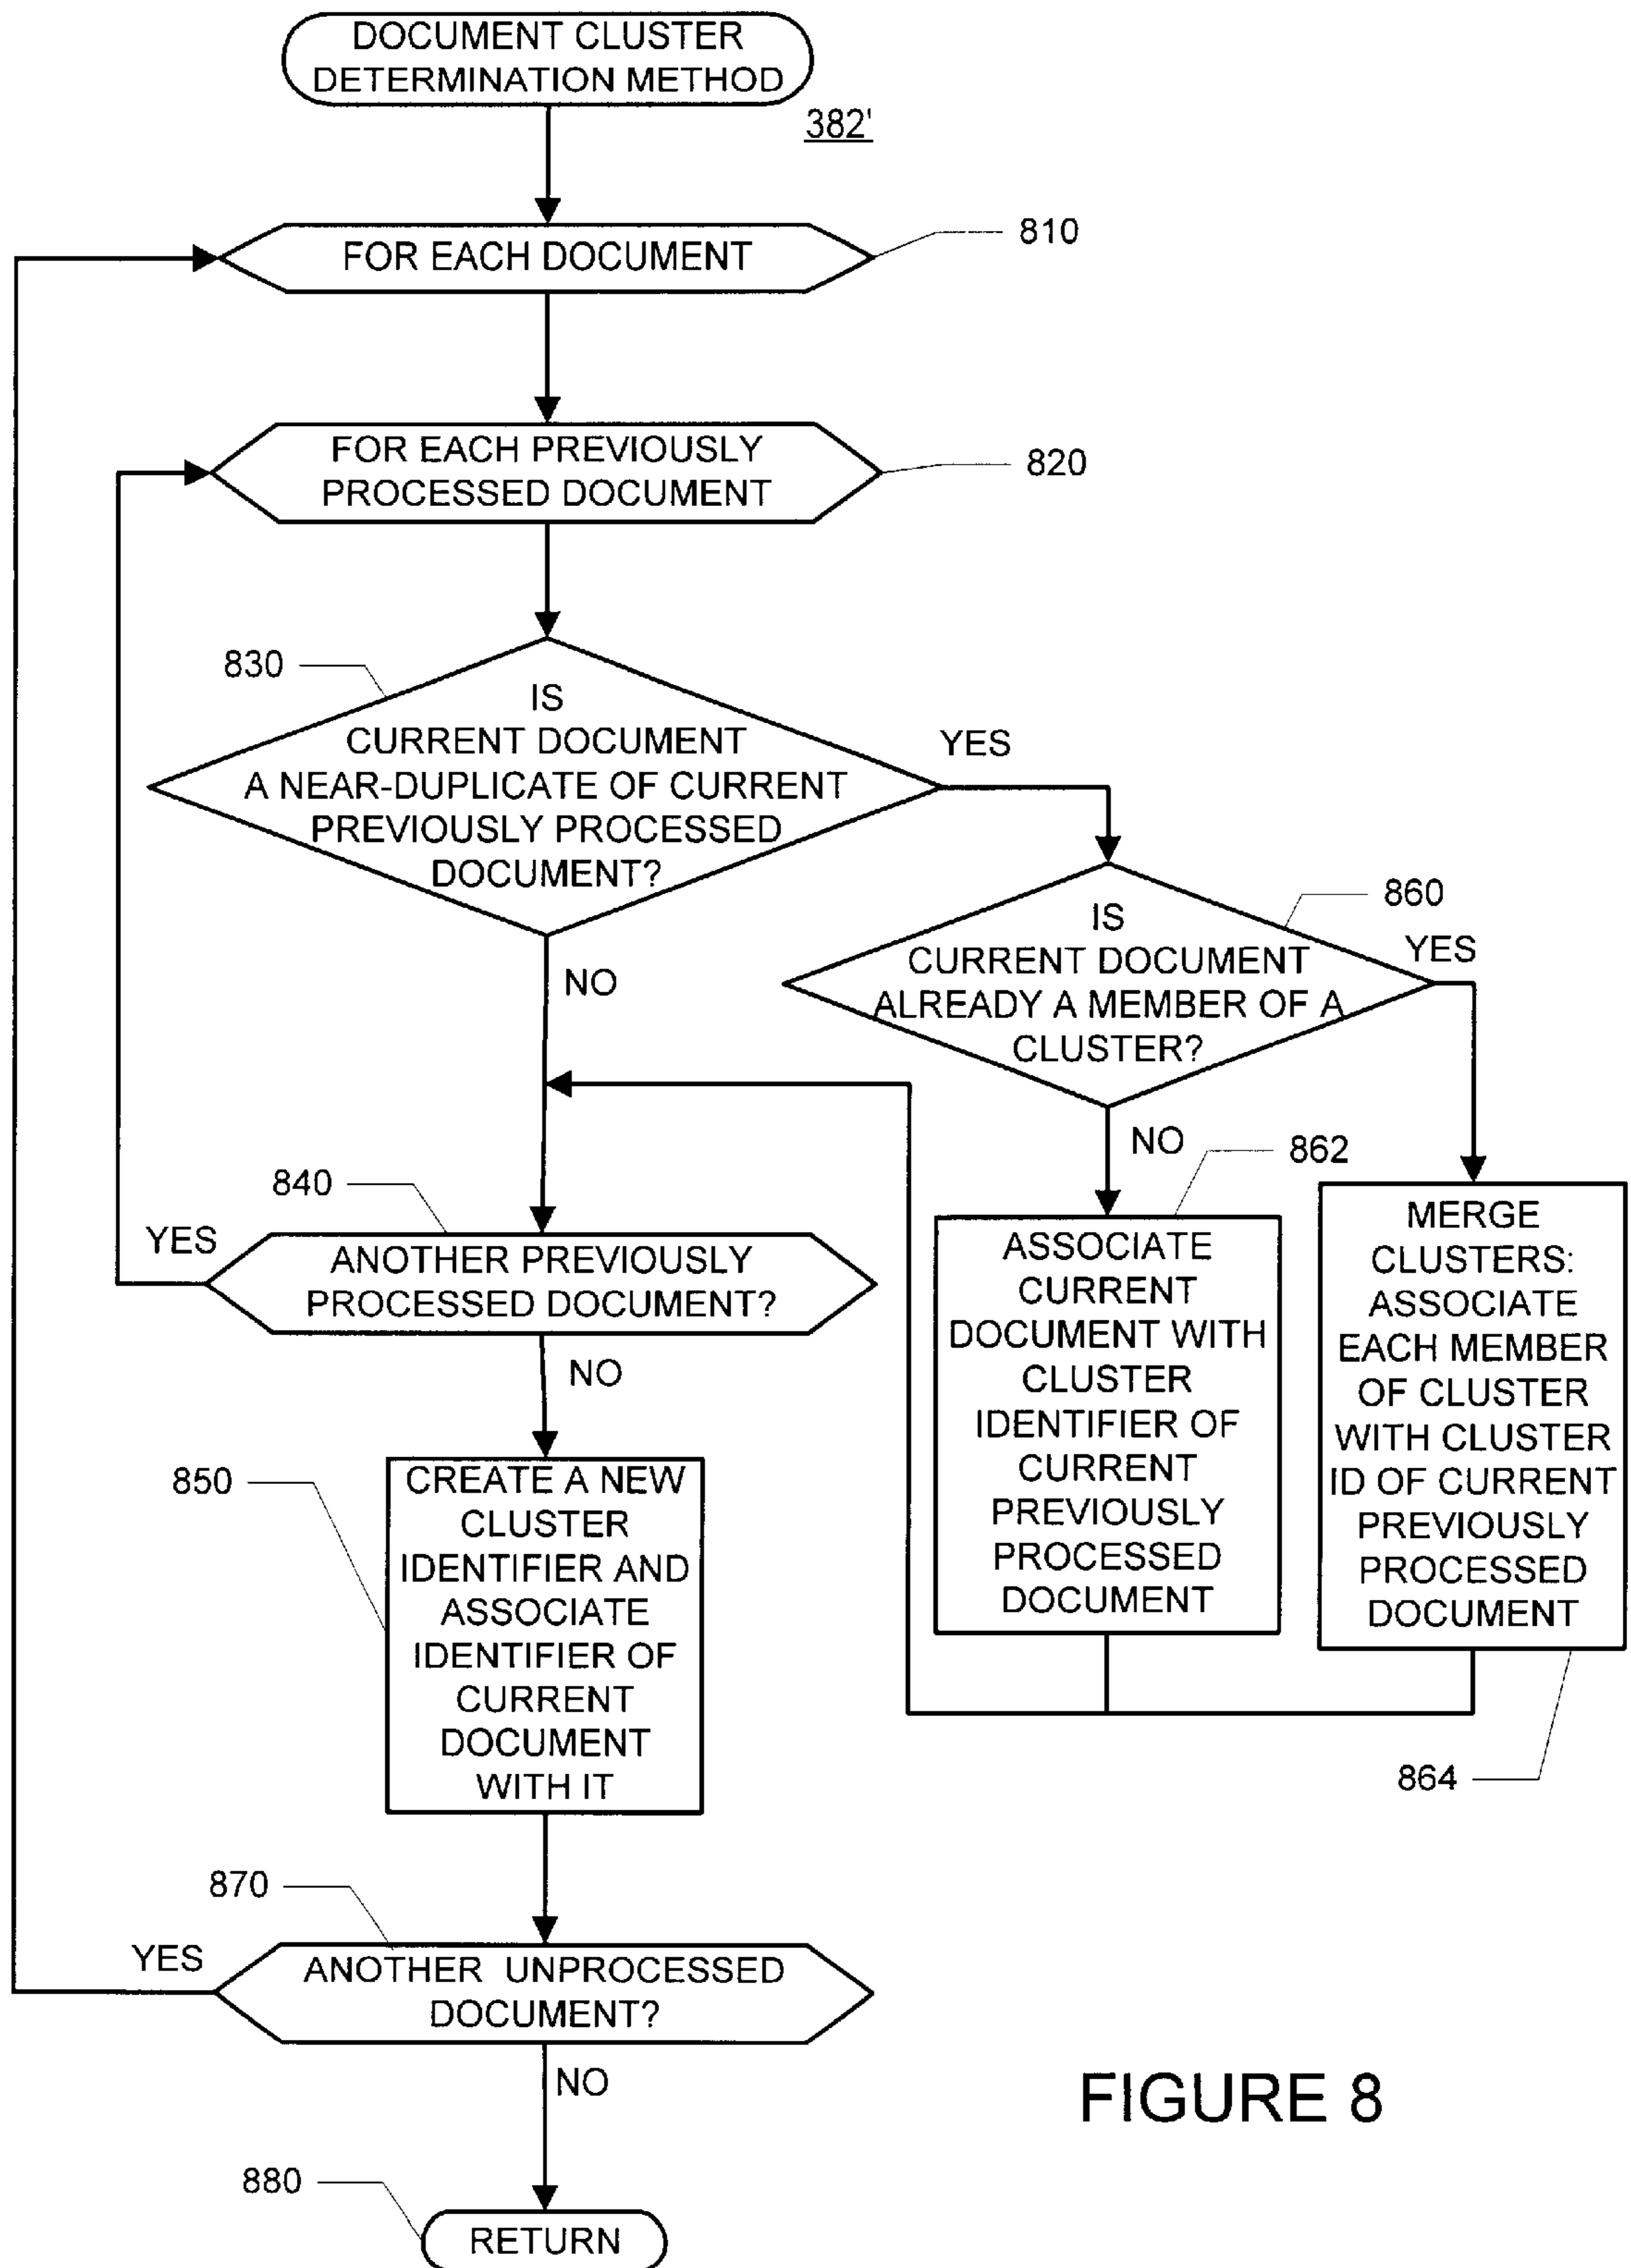 DOCUMENT CLUSTER
DETERMINATION METHOD
382'
FOR EACH DOCUMENT
810
FOR EACH PREVIOUSLY
PROCESSED DOCUMENT
820
830
IS
CURRENT DOCUMENT
A NEAR-DUPLICATE OF CURRENT
PREVIOUSLY PROCESSED
DOCUMENT?
YES
NO
860
IS
CURRENT DOCUMENT
ALREADY A MEMBER OF A
CLUSTER?
YES
NO
840
YES
ANOTHER PREVIOUSLY
PROCESSED DOCUMENT?
NO
862
ASSOCIATE
CURRENT
DOCUMENT WITH
CLUSTER
IDENTIFIER OF
CURRENT
PREVIOUSLY
PROCESSED
DOCUMENT
MERGE
CLUSTERS:
ASSOCIATE
EACH MEMBER
OF CLUSTER
WITH CLUSTER
ID OF CURRENT
PREVIOUSLY
PROCESSED
DOCUMENT
864
850
CREATE A NEW
CLUSTER
IDENTIFIER AND
ASSOCIATE
IDENTIFIER OF
CURRENT
DOCUMENT
WITH IT
870
YES
ANOTHER UNPROCESSED
DOCUMENT?
NO
880
RETURN
FIGURE 8